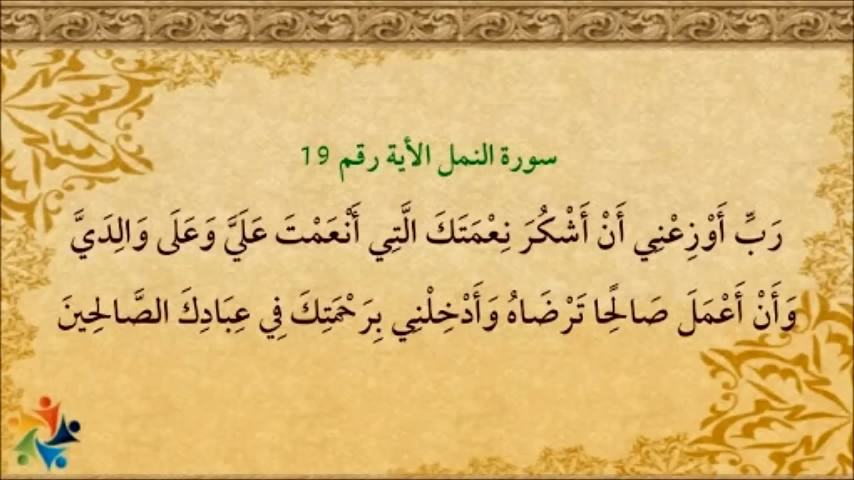 سورة النمل الأية رقم 19
رَبِّ أَوْزِعْنِي أَنْ أَشْكُرَ نِعْمَتَكَ الَّتِي أَنْعَمْتَ عَلَيَّ وَعَلَى وَالِدَيَّ
وَأَنْ أَعْمَلَ صَالِحًا تَرْضَاهُ وَأَدْخِلْنِي بِرَحْمَتِكَ فِي عِبَادِكَ الصَّالِحِينَ